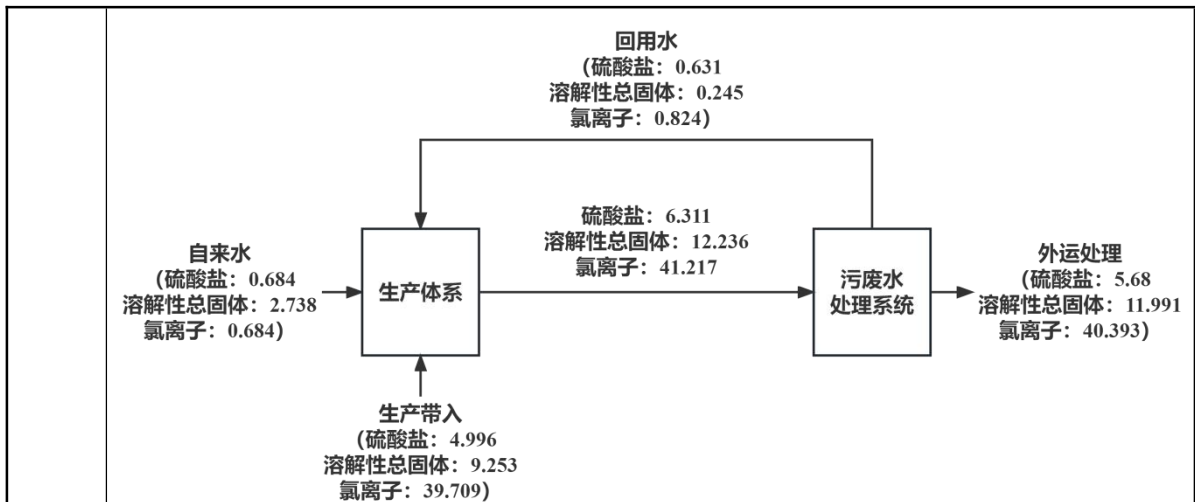 回用水
（硫酸盐：0.631
溶解性总固体：0.245
氯离子：0.824）
硫酸盐：6.311
溶解性总固体：12.236
氯离子：41.217
自来水
（硫酸盐：0.684
溶解性总固体：2.738
氯离子：0.684）
生产体系
污废水
处理系统
外运处理
（硫酸盐：5.68
溶解性总固体：11.991
氯离子：40.393）
生产带入
（硫酸盐：4.996
溶解性总固体：9.253
氯离子：39.709）